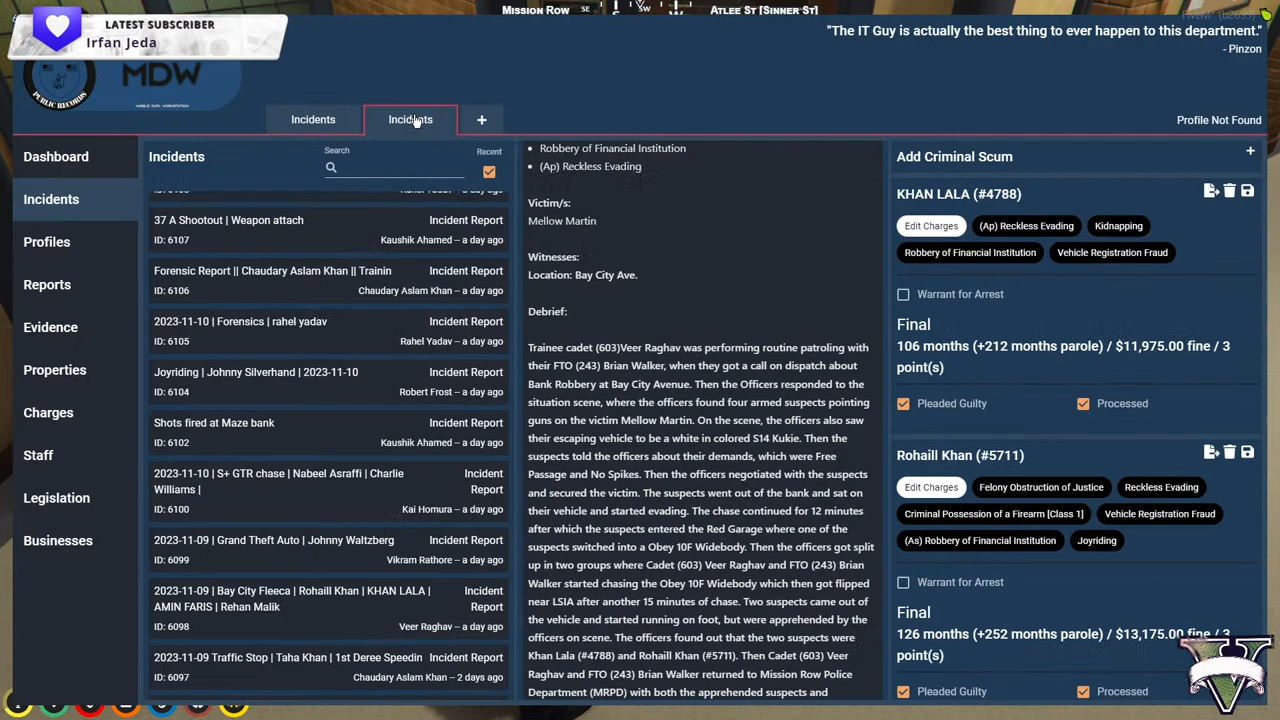 MISSION ROW
SE
SW
ATLEE ST [SINNER ST]
LATEST SUBSCRIBER
Irfan Jeda
"The IT Guy is actually the best thing to ever happen to this department."
- Pinzon
PUBLIC RECORDS
MDW
MOBILE DATA WORKSTATION
Incidents
Incidents
+
Profile Not Found
Dashboard
Incidents
Profiles
Reports
Evidence
Properties
Charges
Staff
Legislation
Businesses
Incidents
Search
Recent
37 A Shootout | Weapon attach
Incident Report
ID: 6107
Kaushik Ahamed – a day ago
Forensic Report || Chaudary Aslam Khan || Trainin
Incident Report
ID: 6106
Chaudary Aslam Khan – a day ago
2023-11-10 | Forensics | rahel yadav
Incident Report
ID: 6105
Rahel Yadav – a day ago
Joyriding | Johnny Silverhand | 2023-11-10
Incident Report
ID: 6104
Robert Frost – a day ago
Shots fired at Maze bank
Incident Report
ID: 6102
Kaushik Ahamed – a day ago
2023-11-10 | S+ GTR chase | Nabeel Asraffi | Charlie
Williams |
Incident
Report
ID: 6100
Kai Homura – a day ago
2023-11-09 | Grand Theft Auto | Johnny Waltzberg
Incident Report
ID: 6099
Vikram Rathore – a day ago
2023-11-09 | Bay City Fleeca | Rohaill Khan | KHAN LALA |
AMIN FARIS | Rehan Malik
Incident
Report
ID: 6098
Veer Raghav – a day ago
2023-11-09 Traffic Stop | Taha Khan | 1st Deree Speedin
Incident Report
ID: 6097
Chaudary Aslam Khan – 2 days ago
• Robbery of Financial Institution
• (Ap) Reckless Evading
Victim/s:
Mellow Martin
Witnesses:
Location: Bay City Ave.
Debrief:
Trainee cadet (603)Veer Raghav was performing routine patroling with
their FTO (243) Brian Walker, when they got a call on dispatch about
Bank Robbery at Bay City Avenue. Then the Officers responded to the
situation scene, where the officers found four armed suspects pointing
guns on the victim Mellow Martin. On the scene, the officers also saw
their escaping vehicle to be a white in colored S14 Kukie. Then the
suspects told the officers about their demands, which were Free
Passage and No Spikes. Then the officers negotiated with the suspects
and secured the victim. The suspects went out of the bank and sat on
their vehicle and started evading. The chase continued for 12 minutes
after which the suspects entered the Red Garage where one of the
suspects switched into a Obey 10F Widebody. Then the officers got split
up in two groups where Cadet (603) Veer Raghav and FTO (243) Brian
Walker started chasing the Obey 10F Widebody which then got flipped
near LSIA after another 15 minutes of chase. Two suspects came out of
the vehicle and started running on foot, but were apprehended by the
officers on scene. The officers found out that the two suspects were
Khan Lala (#4788) and Rohaill Khan (#5711). Then Cadet (603) Veer
Raghav and FTO (243) Brian Walker returned to Mission Row Police
Department (MRPD) with both the apprehended suspects and
Add Criminal Scum
+
KHAN LALA (#4788)
Edit Charges
(Ap) Reckless Evading
Kidnapping
Robbery of Financial Institution
Vehicle Registration Fraud
Warrant for Arrest
Final
106 months (+212 months parole) / $11,975.00 fine / 3
point(s)
Pleaded Guilty
Processed
Rohaill Khan (#5711)
Edit Charges
Felony Obstruction of Justice
Reckless Evading
Criminal Possession of a Firearm [Class 1]
Vehicle Registration Fraud
(As) Robbery of Financial Institution
Joyriding
Warrant for Arrest
Final
126 months (+252 months parole) / $13,175.00 fine / 3
point(s)
Pleaded Guilty
Processed
V